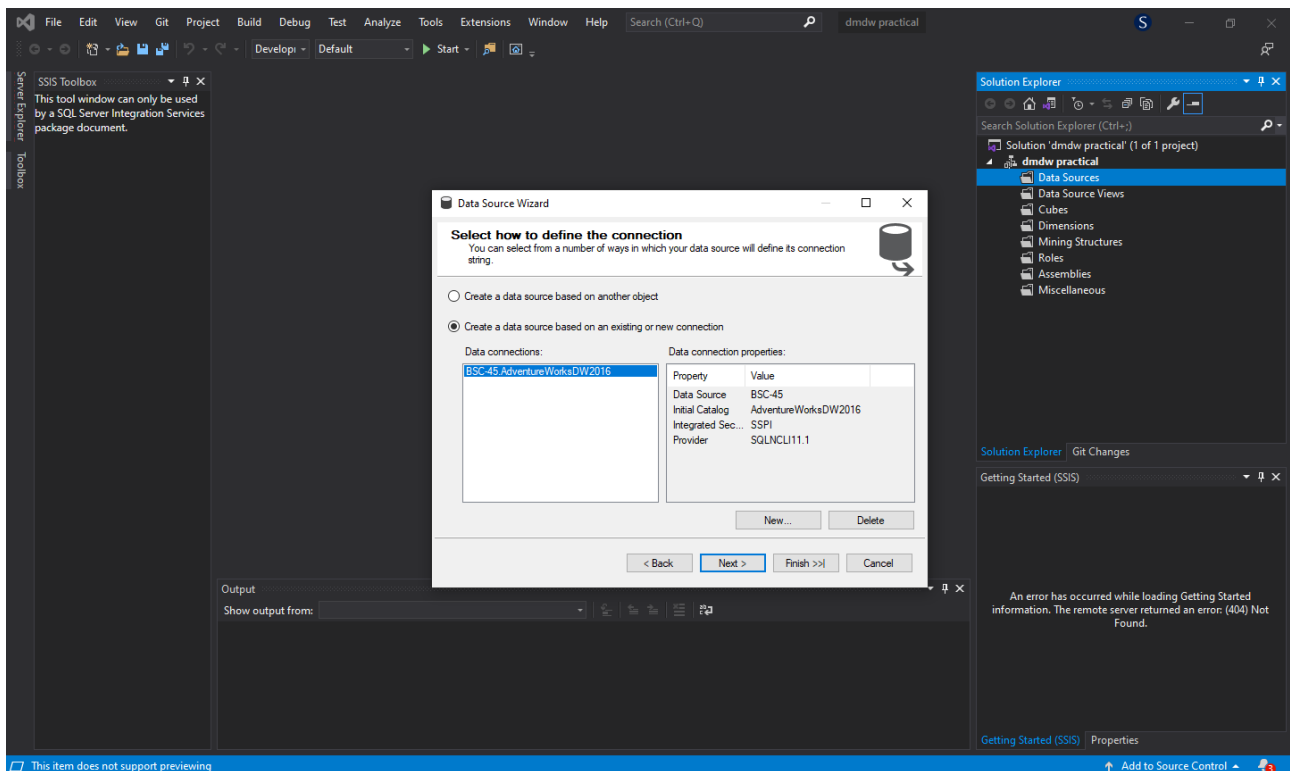 File Edit View Git Project Build Debug Test Analyze Tools Extensions Window Help Search (Ctrl+Q) dmdw practical S
Developı Default Start
Server Explorer
Toolbox
SSIS Toolbox
This tool window can only be used
by a SQL Server Integration Services
package document.
Data Source Wizard
Select how to define the connection
You can select from a number of ways in which your data source will define its connection
string.
Create a data source based on another object
Create a data source based on an existing or new connection
Data connections:
BSC-45.AdventureWorksDW2016
Data connection properties:
Property Value
Data Source BSC-45
Initial Catalog AdventureWorksDW2016
Integrated Sec... SSPI
Provider SQLNCLI11.1
New... Delete
< Back Next > Finish >>| Cancel
Output
Show output from:
Solution Explorer
Search Solution Explorer (Ctrl+;)
Solution 'dmdw practical' (1 of 1 project)
dmdw practical
Data Sources
Data Source Views
Cubes
Dimensions
Mining Structures
Roles
Assemblies
Miscellaneous
Solution Explorer Git Changes
Getting Started (SSIS)
An error has occurred while loading Getting Started
information. The remote server returned an error: (404) Not
Found.
Getting Started (SSIS) Properties
This item does not support previewing
Add to Source Control 3